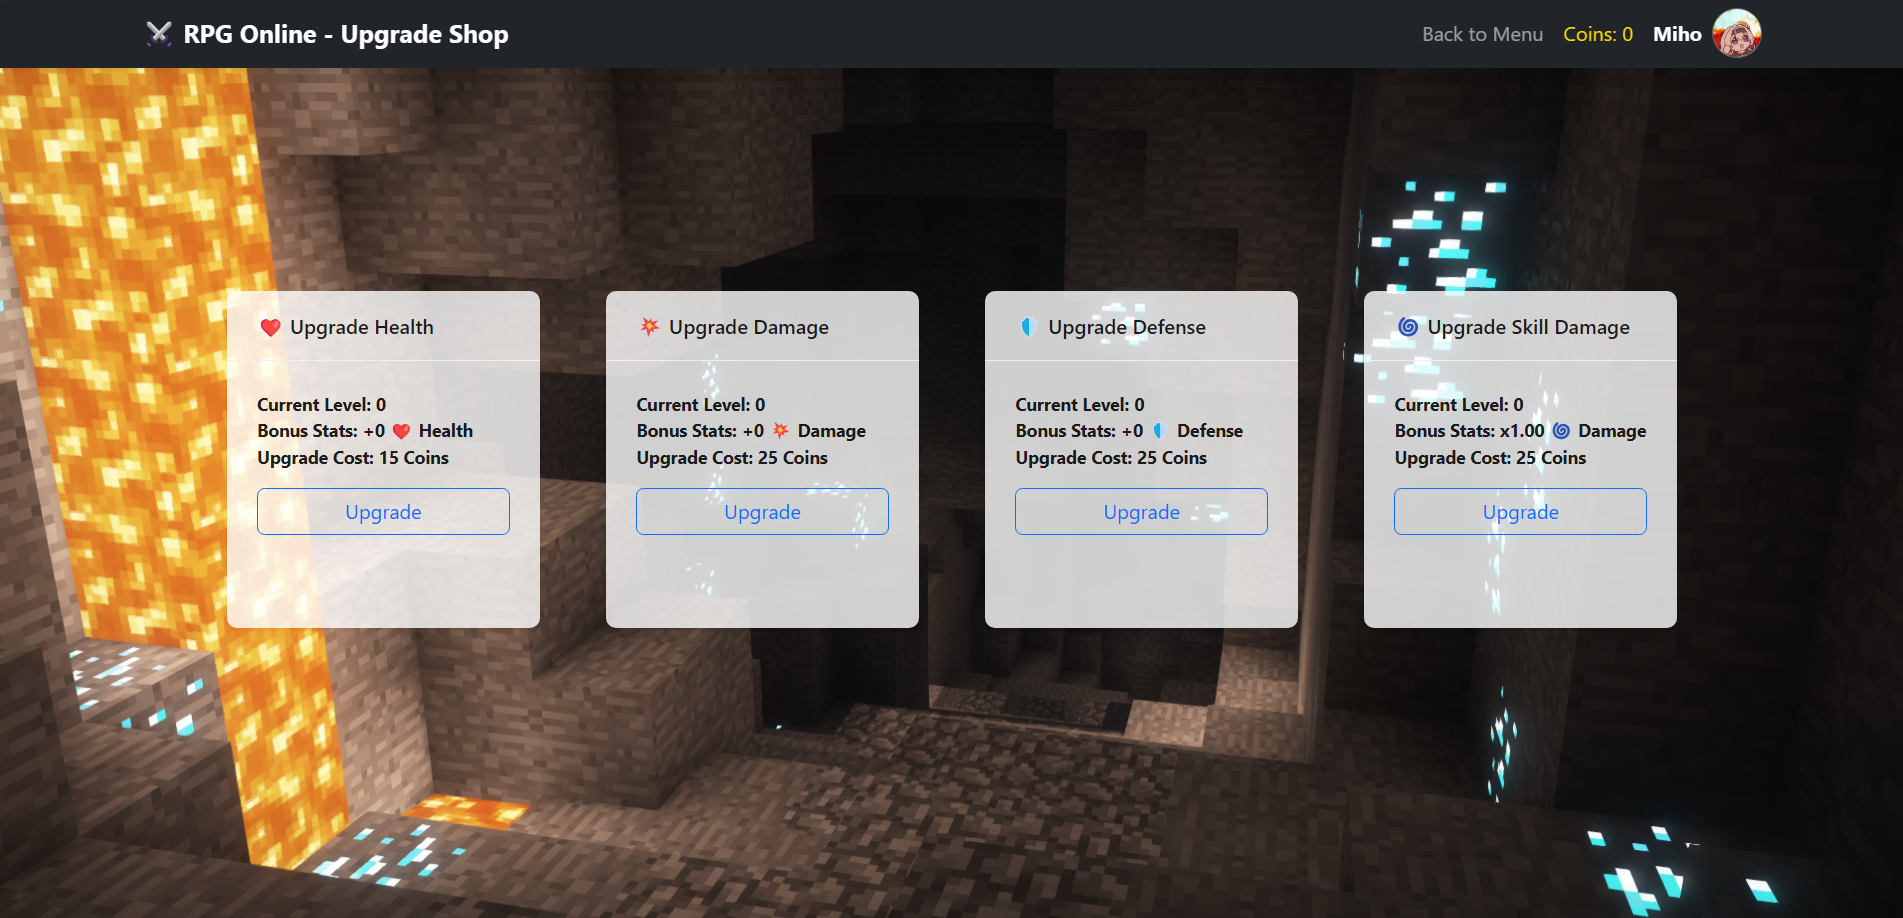 RPG Online - Upgrade Shop
Back to Menu
Coins: 0
Miho
Upgrade Health
Current Level: 0
Bonus Stats: +0 ❤️ Health
Upgrade Cost: 15 Coins
Upgrade
Upgrade Damage
Current Level: 0
Bonus Stats: +0 💥 Damage
Upgrade Cost: 25 Coins
Upgrade
Upgrade Defense
Current Level: 0
Bonus Stats: +0 🛡️ Defense
Upgrade Cost: 25 Coins
Upgrade
Upgrade Skill Damage
Current Level: 0
Bonus Stats: x1.00 🌀 Damage
Upgrade Cost: 25 Coins
Upgrade